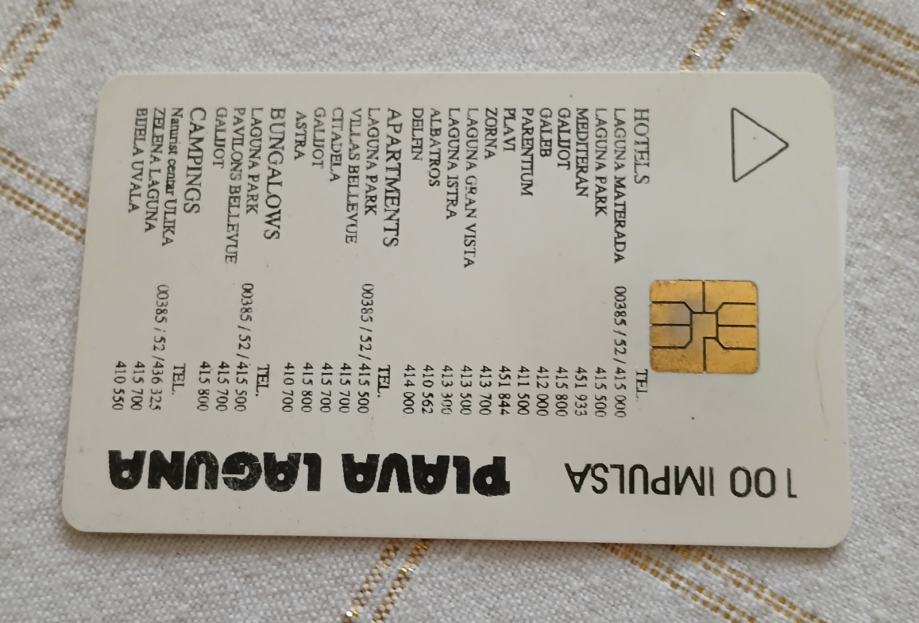 HOTELS TEL.
LAGUNA MATERADA 00385 / 52 / 415 000
LAGUNA PARK 415 500
MEDITERAN 451 933
GALIJOT 415 800
GALEB 412 000
PARENTIUM 411 500
PLAVI 451 844
ZORNA 413 700
LAGUNA GRAN VISTA 413 500
LAGUNA ISTRA 413 300
ALBATROS 410 562
DELFIN 414 000
APARTMENTS TEL.
LAGUNA PARK 00385 / 52 / 415 500
VILLAS BELLEVUE 415 700
CITADELA 415 700
GALIJOT 415 800
ASTRA 410 700
BUNGALOWS TEL.
LAGUNA PARK 00385 / 52 / 415 500
PAVILONS BELLEVUE 415 700
GALIJOT 415 800
CAMPINGS TEL.
Naturist centar ULIKA 00385 / 52 /436 325
ZELENA LAGUNA 415 700
BIJELA UVALA 410 550
100 IMPULSA
PLAVA LAGUNA